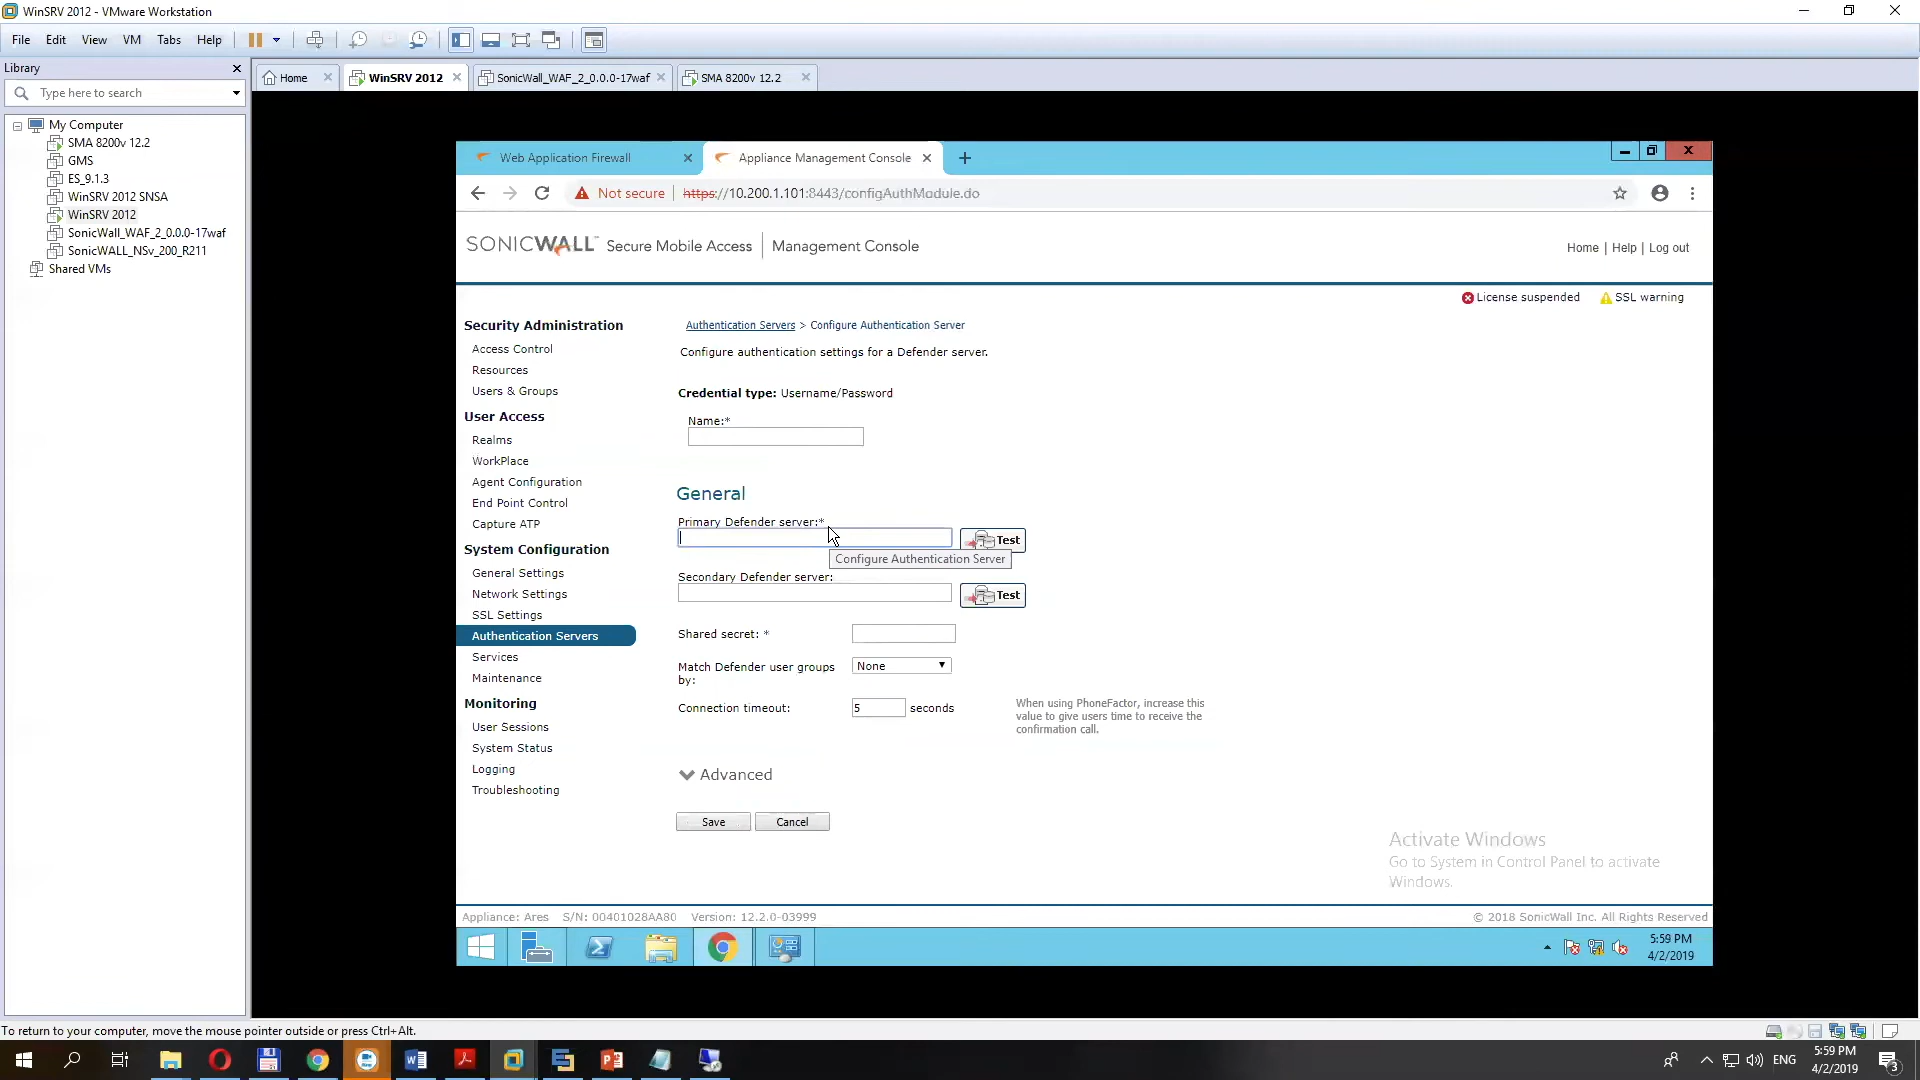 WinSRV 2012 - VMware Workstation
File Edit View VM Tabs Help
Library
Type here to search
My Computer
SMA 8200v 12.2
GMS
ES_9.1.3
WinSRV 2012 SNSA
WinSRV 2012
SonicWall_WAF_2_0.0.0-17waf
SonicWALL_NSv_200_R211
Shared VMs
Home WinSRV 2012 SonicWall_WAF_2_0.0.0-17waf SMA 8200v 12.2
Web Application Firewall Appliance Management Console
Not secure https://10.200.1.101:8443/configAuthModule.do
SONICWALL Secure Mobile Access Management Console
Home | Help | Log out
License suspended SSL warning
Security Administration
Access Control
Resources
Users & Groups
User Access
Realms
WorkPlace
Agent Configuration
End Point Control
Capture ATP
System Configuration
General Settings
Network Settings
SSL Settings
Authentication Servers
Services
Maintenance
Monitoring
User Sessions
System Status
Logging
Troubleshooting
Authentication Servers > Configure Authentication Server
Configure authentication settings for a Defender server.
Credential type: Username/Password
Name:*
General
Primary Defender server:*
Test
Configure Authentication Server
Secondary Defender server:
Test
Shared secret: *
Match Defender user groups by: None
Connection timeout: 5 seconds
When using PhoneFactor, increase this
value to give users time to receive the
confirmation call.
Advanced
Save Cancel
Activate Windows
Go to System in Control Panel to activate
Windows.
Appliance: Ares S/N: 00401028AA80 Version: 12.2.0-03999
© 2018 SonicWall Inc. All Rights Reserved
5:59 PM
4/2/2019
To return to your computer, move the mouse pointer outside or press Ctrl+Alt.
ENG
5:59 PM
4/2/2019
3